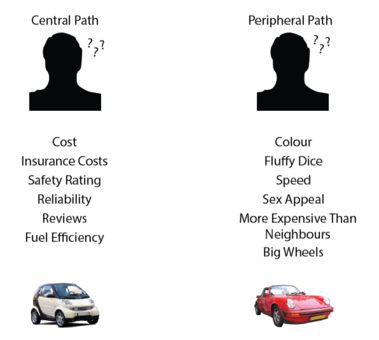 Central Path
???
Cost
Insurance Costs
Safety Rating
Reliability
Reviews
Fuel Efficiency
Peripheral Path
???
Colour
Fluffy Dice
Speed
Sex Appeal
More Expensive Than
Neighbours
Big Wheels